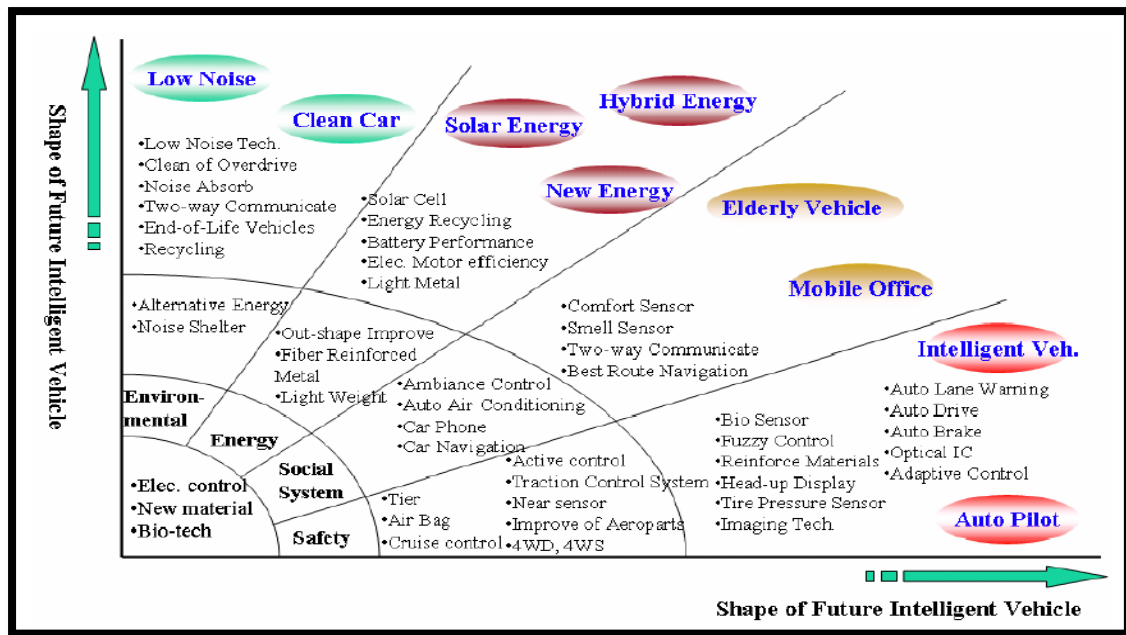 Low Noise
Clean Car
Solar Energy
Hybrid Energy
New Energy
Elderly Vehicle
Mobile Office
Intelligent Veh.
Auto Pilot
Shape of Future Intelligent Vehicle
•Low Noise Tech.
•Clean of Overdrive
•Noise Absorb
•Two-way Communicate
•End-of-Life Vehicles
•Recycling
•Solar Cell
•Energy Recycling
•Battery Performance
•Elec. Motor efficiency
•Light Metal
•Alternative Energy
•Noise Shelter
•Out-shape Improve
•Fiber Reinforced
Metal
•Light Weight
•Comfort Sensor
•Smell Sensor
•Two-way Communicate
•Best Route Navigation
•Ambiance Control
•Auto Air Conditioning
•Car Phone
•Car Navigation
•Auto Lane Warning
•Auto Drive
•Auto Brake
•Optical IC
•Adaptive Control
•Bio Sensor
•Fuzzy Control
•Reinforce Materials
•Head-up Display
•Tire Pressure Sensor
•Imaging Tech.
•Active control
•Traction Control System
•Near sensor
•Improve of Aeroparts
•4WD, 4WS
•Tier
•Air Bag
•Cruise control
Environ-
mental
Energy
Social
System
Safety
•Elec. control
•New material
•Bio-tech
Shape of Future Intelligent Vehicle